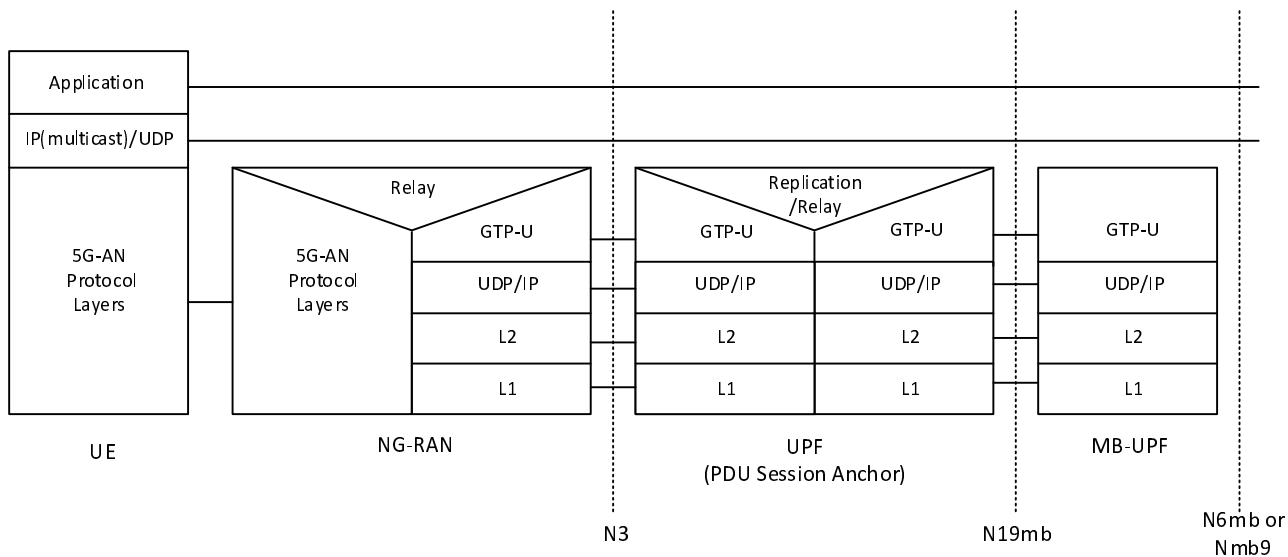 Application
IP(multicast)/UDP
Relay
Replication
/Relay
GTP-U
GTP-U
GTP-U
GTP-U
5G-AN
Protocol
Layers
5G-AN
Protocol
Layers
UDP/IP
UDP/IP
UDP/IP
UDP/IP
L2
L2
L2
L2
L1
L1
L1
L1
UE
NG-RAN
UPF
(PDU Session Anchor)
MB-UPF
N3
N19mb
N6mb or
Nmb9